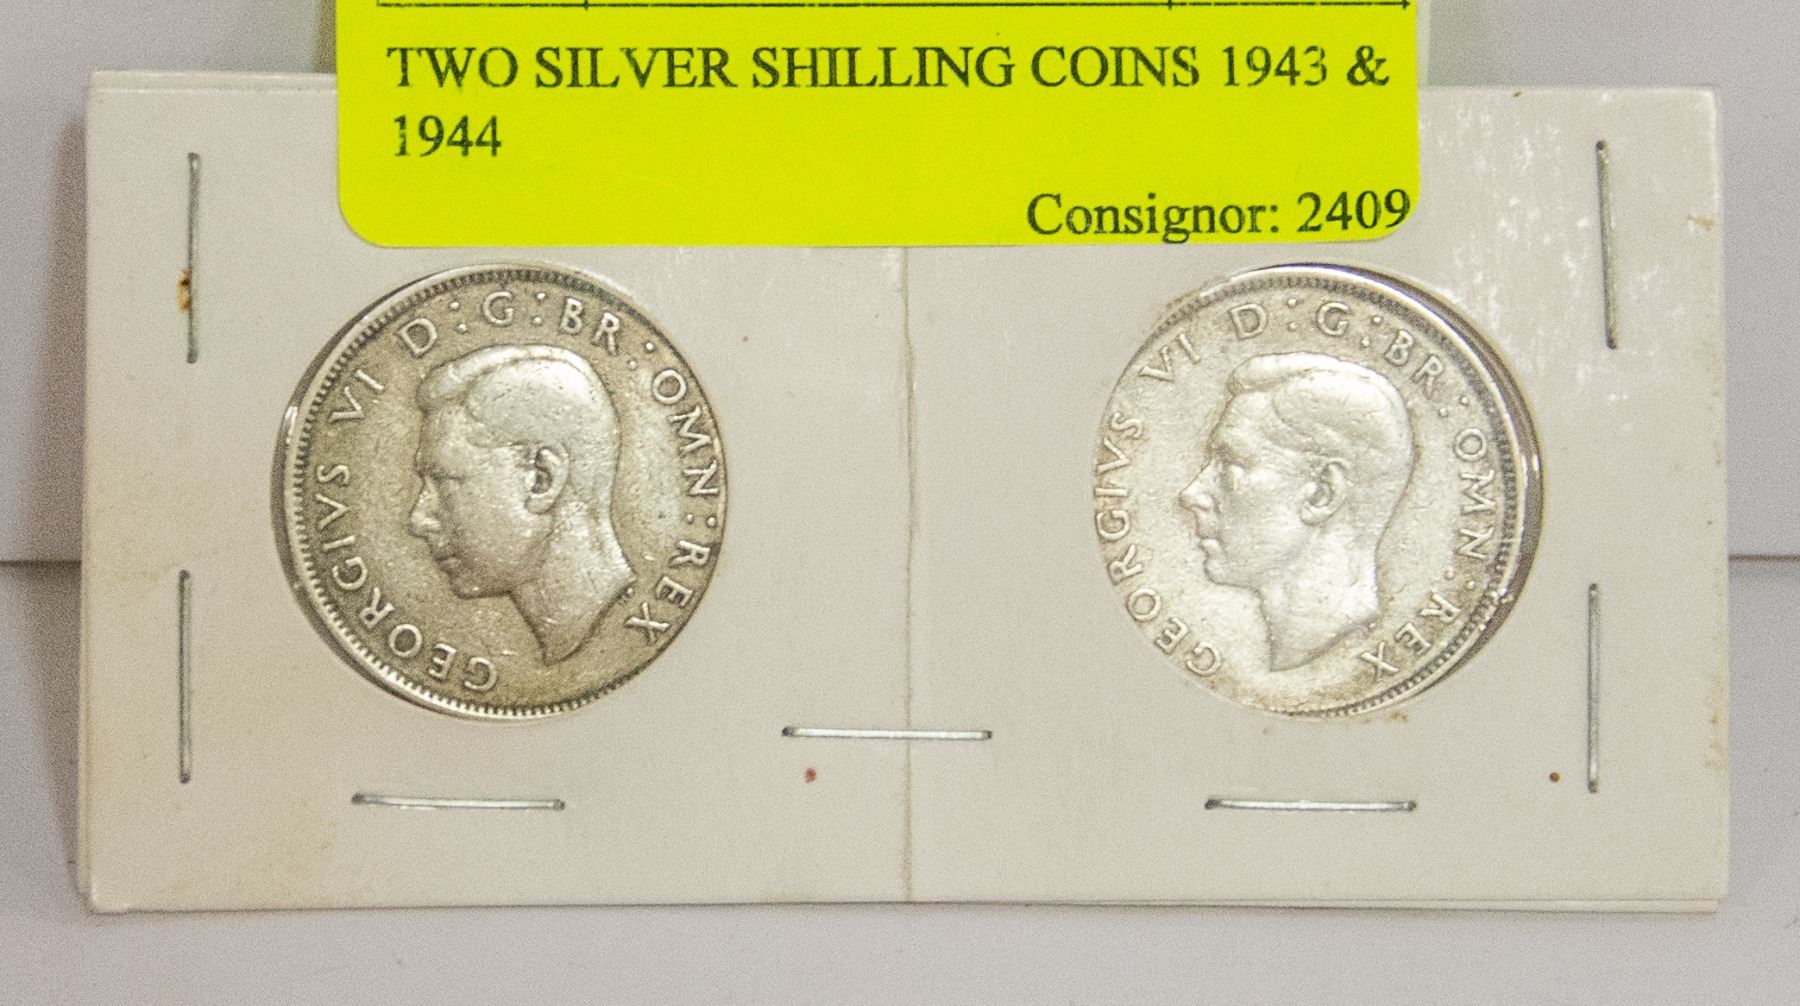 TWO SILVER SHILLING COINS 1943 &
1944
Consignor: 2409
GEORGIVS VI D : G : BR : OMN : REX
GEORGIVS VI D : G : BR : OMN : REX